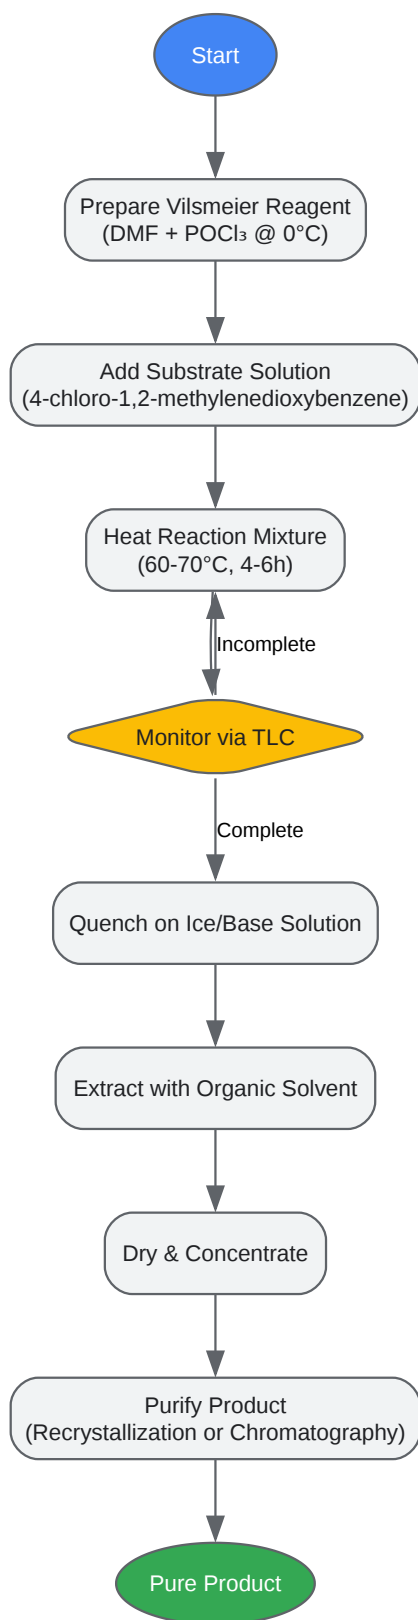 Start
Prepare Vilsmeier Reagent
(DMF + POCl₃ @ 0°C)
Add Substrate Solution
(4-chloro-1,2-methylenedioxybenzene)
Heat Reaction Mixture
(60-70°C, 4-6h)
Incomplete
Monitor via TLC
Complete
Quench on Ice/Base Solution
Extract with Organic Solvent
Dry & Concentrate
Purify Product
(Recrystallization or Chromatography)
Pure Product